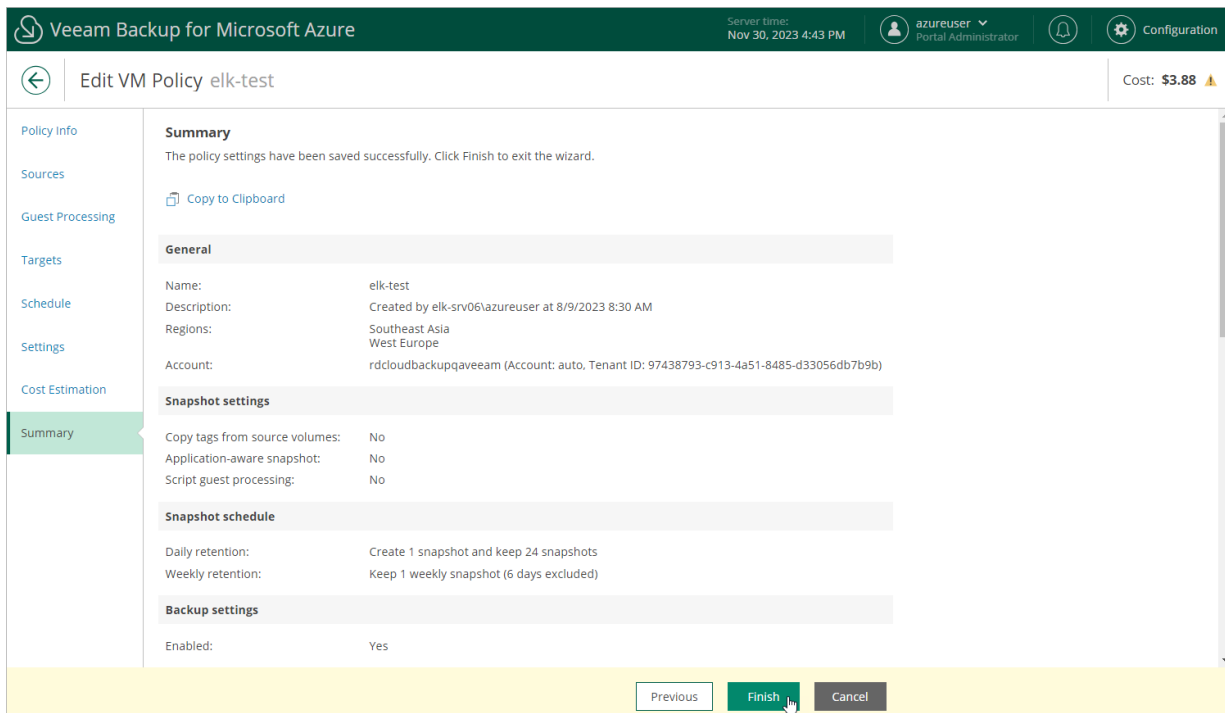 Veeam Backup for Microsoft Azure
Server time:
Nov 30, 2023 4:43 PM
azureuser
Portal Administrator
Configuration
Edit VM Policy elk-test
Cost: $3.88
Policy Info
Sources
Guest Processing
Targets
Schedule
Settings
Cost Estimation
Summary
Summary
The policy settings have been saved successfully. Click Finish to exit the wizard.
Copy to Clipboard
General
Name: elk-test
Description: Created by elk-srv06\azureuser at 8/9/2023 8:30 AM
Regions: Southeast Asia
West Europe
Account: rdcloudbackupqaveeam (Account: auto, Tenant ID: 97438793-c913-4a51-8485-d33056db7b9b)
Snapshot settings
Copy tags from source volumes: No
Application-aware snapshot: No
Script guest processing: No
Snapshot schedule
Daily retention: Create 1 snapshot and keep 24 snapshots
Weekly retention: Keep 1 weekly snapshot (6 days excluded)
Backup settings
Enabled: Yes
Previous
Finish
Cancel